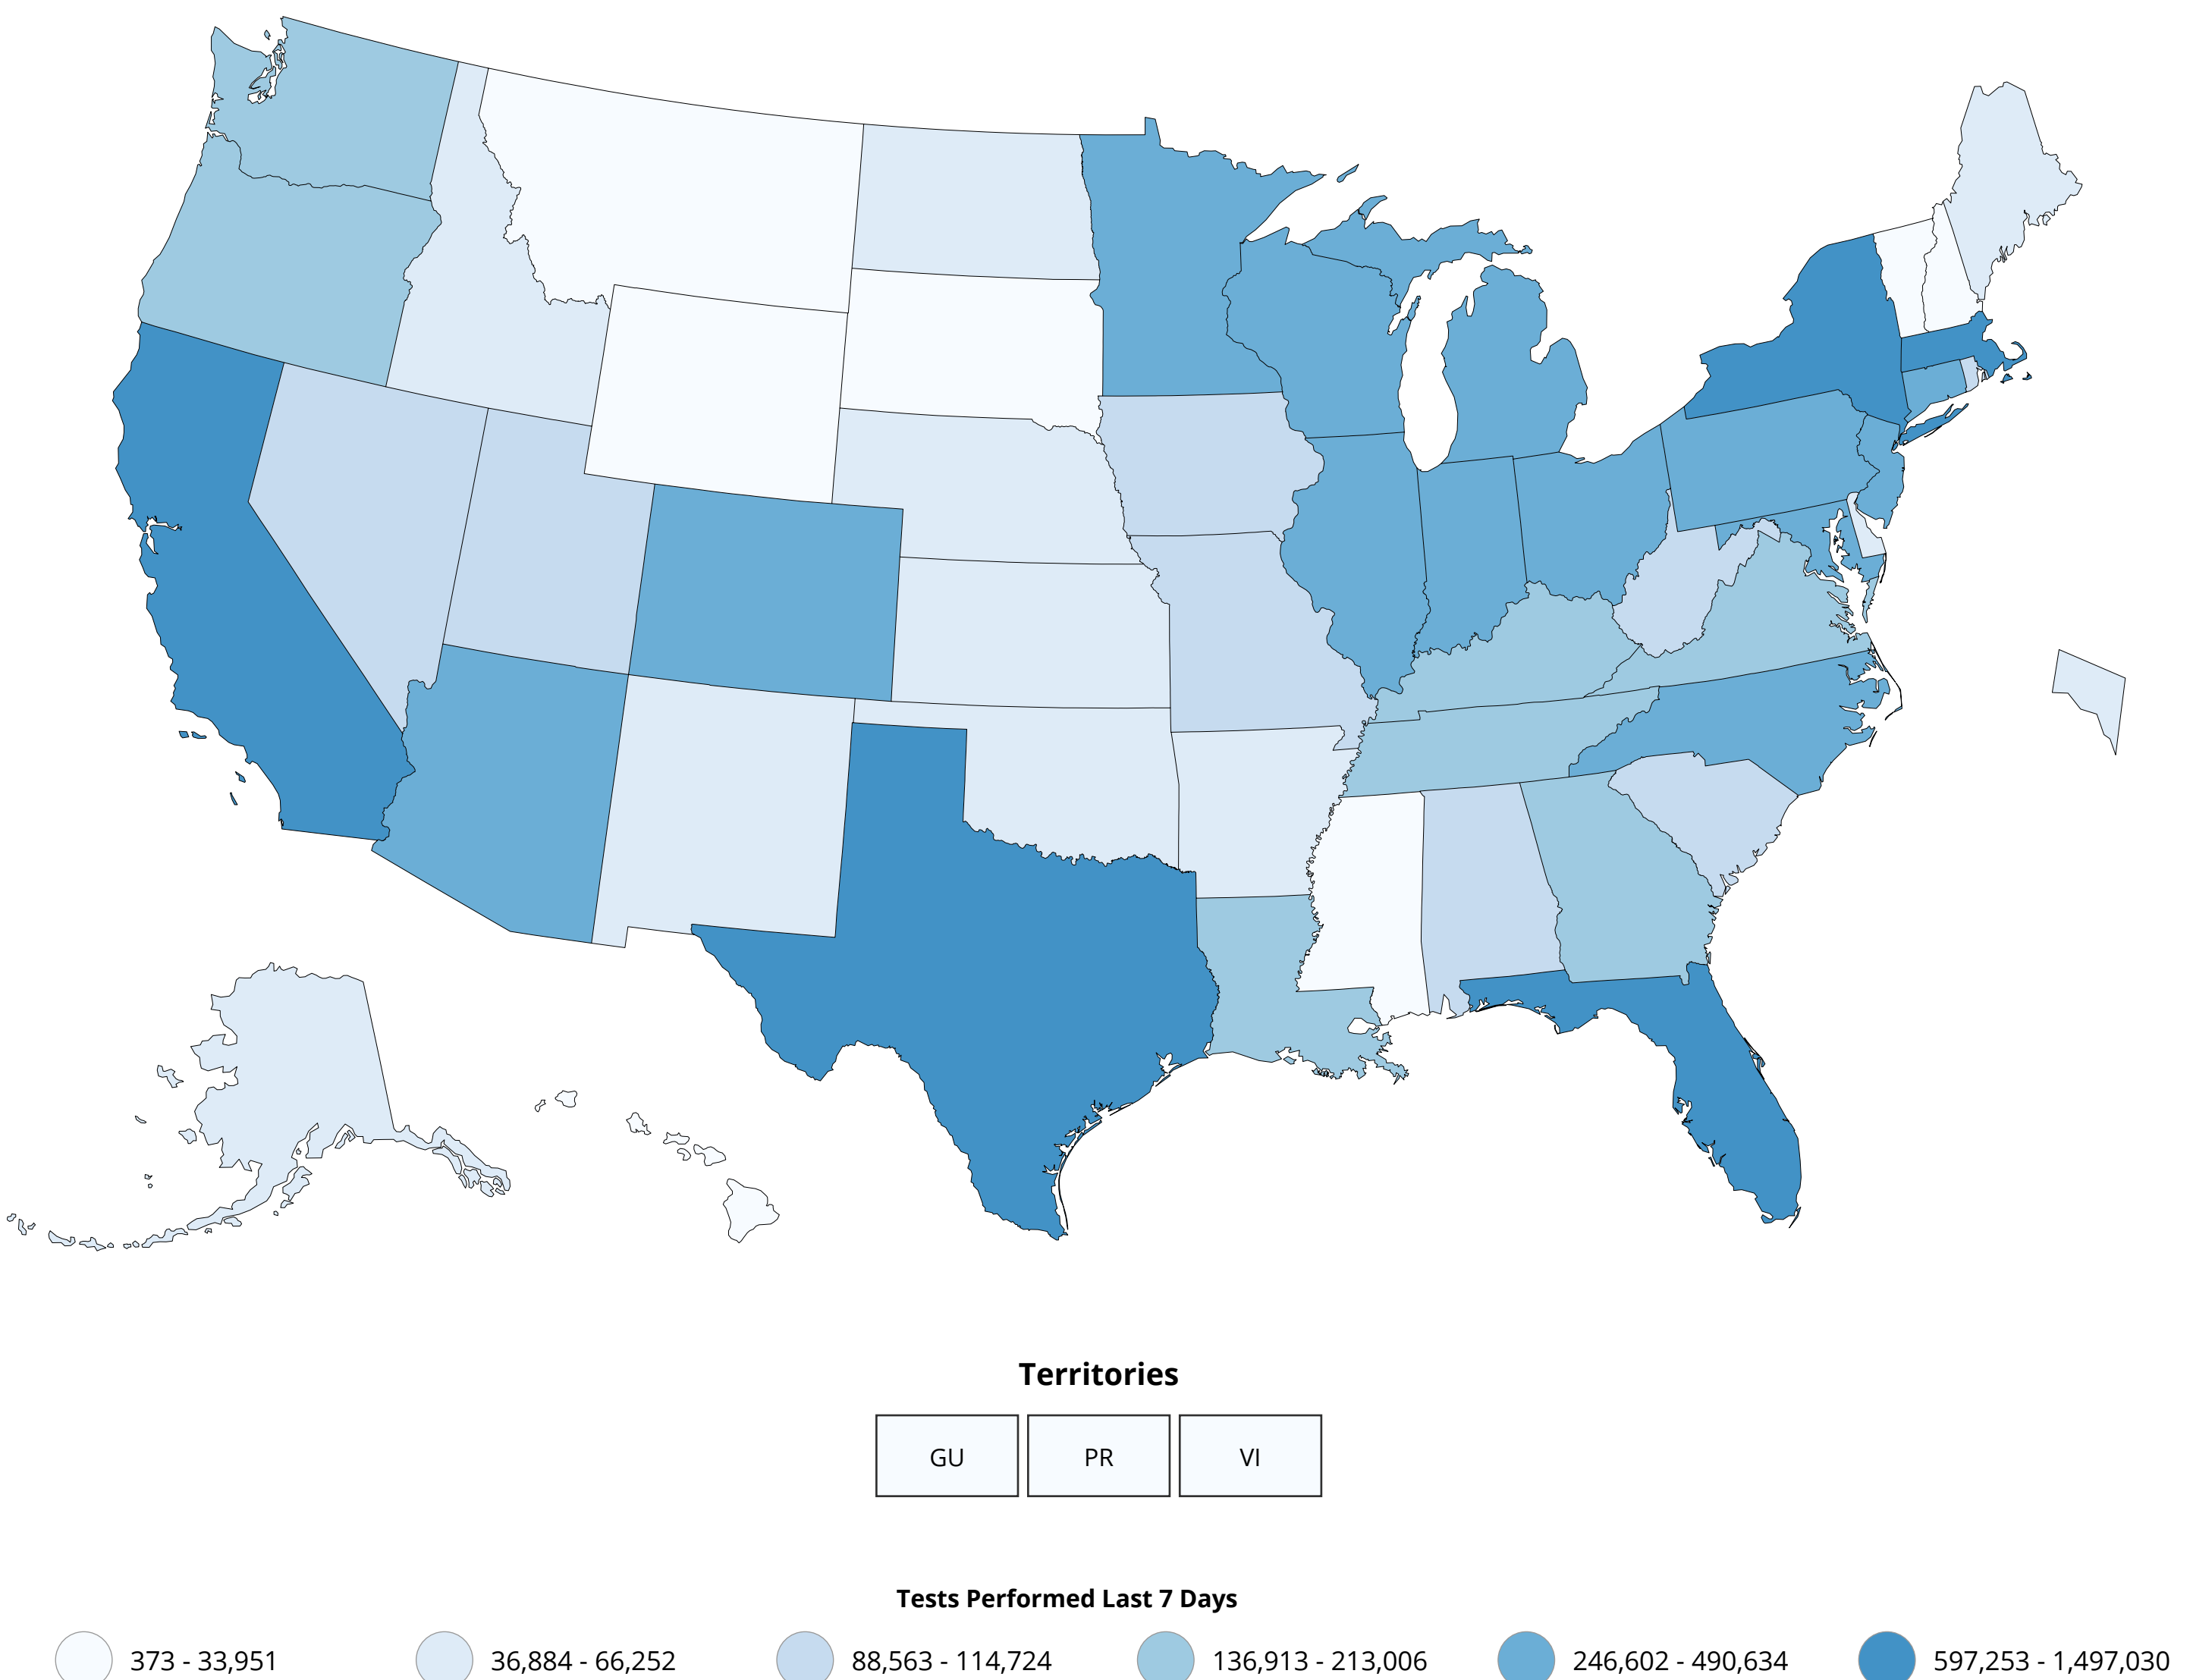 Territories
GU PR VI
Tests Performed Last 7 Days
373 - 33,951 36,884 - 66,252 88,563 - 114,724 136,913 - 213,006 246,602 - 490,634 597,253 - 1,497,030